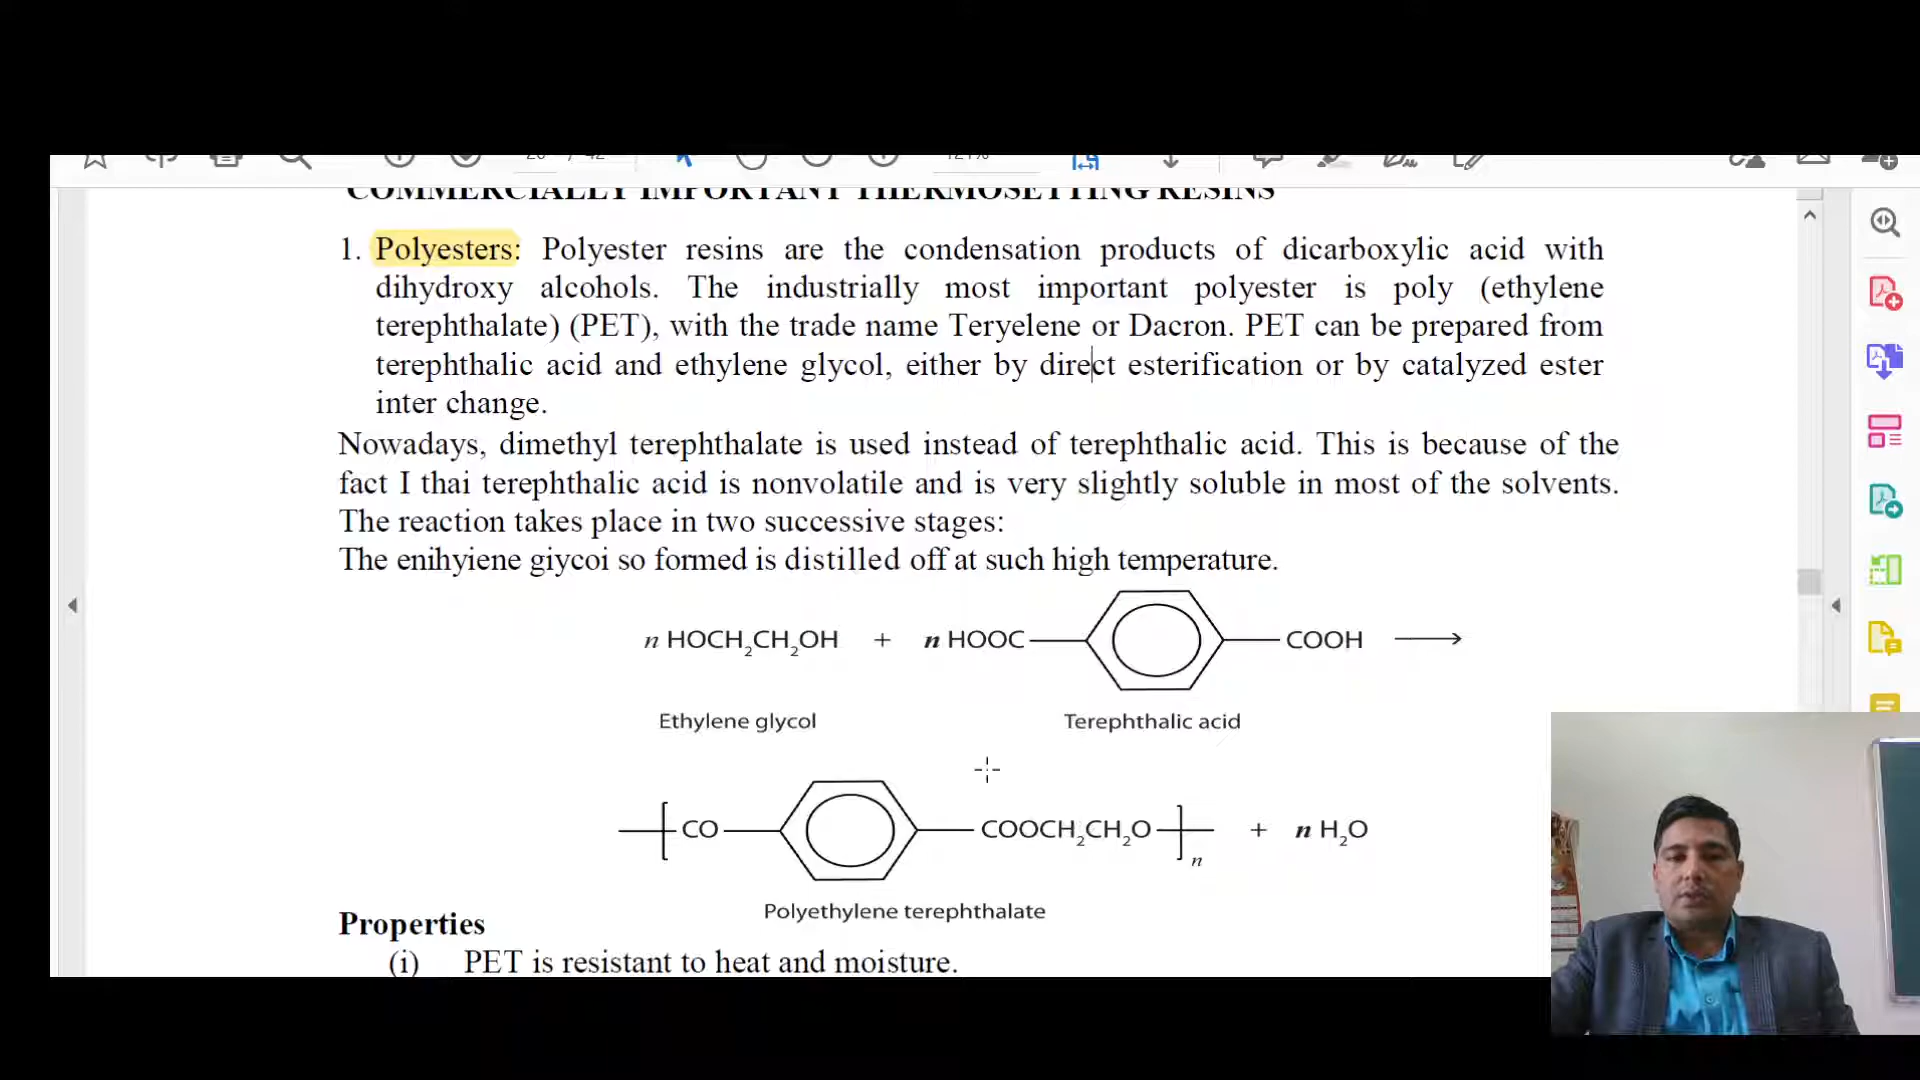 COMMERCIALLY IMPORTANT THERMOSETTING RESINS
1. Polyesters: Polyester resins are the condensation products of dicarboxylic acid with
dihydroxy alcohols. The industrially most important polyester is poly (ethylene
terephthalate) (PET), with the trade name Teryelene or Dacron. PET can be prepared from
terephthalic acid and ethylene glycol, either by direct esterification or by catalyzed ester
inter change.
Nowadays, dimethyl terephthalate is used instead of terephthalic acid. This is because of the
fact I thai terephthalic acid is nonvolatile and is very slightly soluble in most of the solvents.
The reaction takes place in two successive stages:
The enihyiene giycoi so formed is distilled off at such high temperature.
n HOCH₂CH₂OH + n HOOC COOH
Ethylene glycol Terephthalic acid
CO COOCH₂CH₂O n + n H₂O
Polyethylene terephthalate
Properties
(i) PET is resistant to heat and moisture.